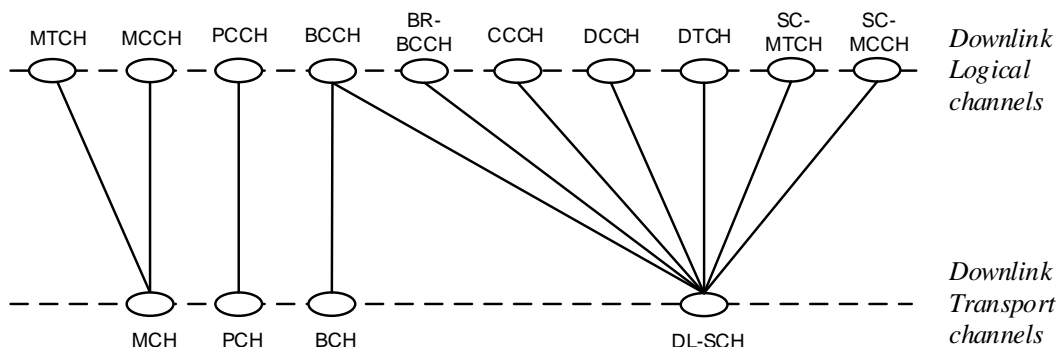 MTCH
MCCH
PCCH
BCCH
BR-
BCCH
CCCH
DCCH
DTCH
SC-
MTCH
SC-
MCCH
Downlink
Logical
channels
MCH
PCH
BCH
DL-SCH
Downlink
Transport
channels